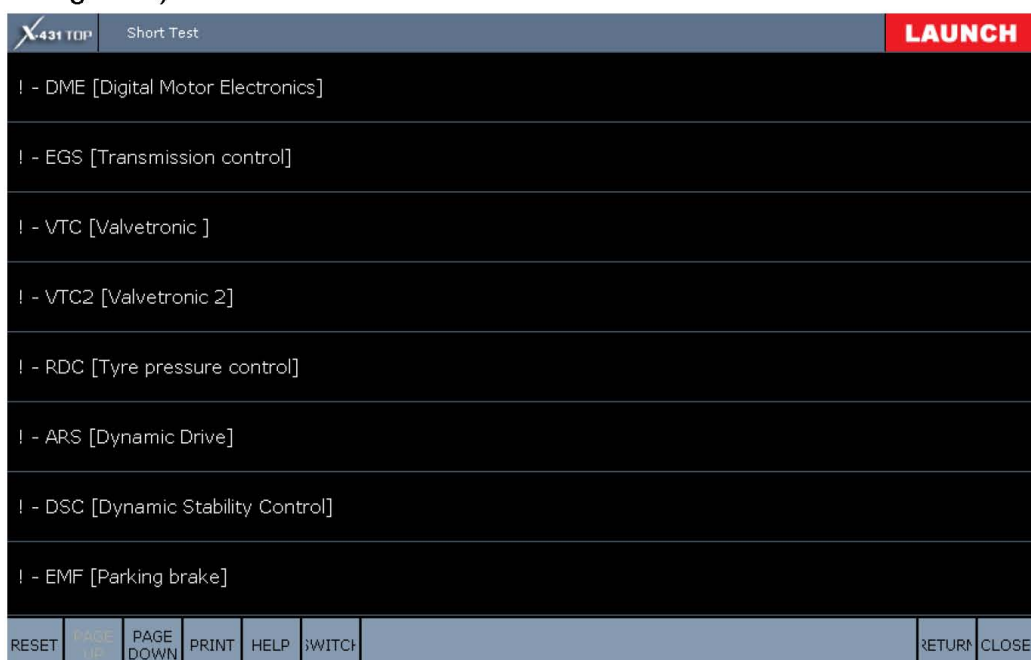 X-431 TOP Short Test LAUNCH
! - DME [Digital Motor Electronics]
! - EGS [Transmission control]
! - VTC [Valvetronic ]
! - VTC2 [Valvetronic 2]
! - RDC [Tyre pressure control]
! - ARS [Dynamic Drive]
! - DSC [Dynamic Stability Control]
! - EMF [Parking brake]
RESET PAGE UP PAGE DOWN PRINT HELP SWITCH RETURN CLOSE